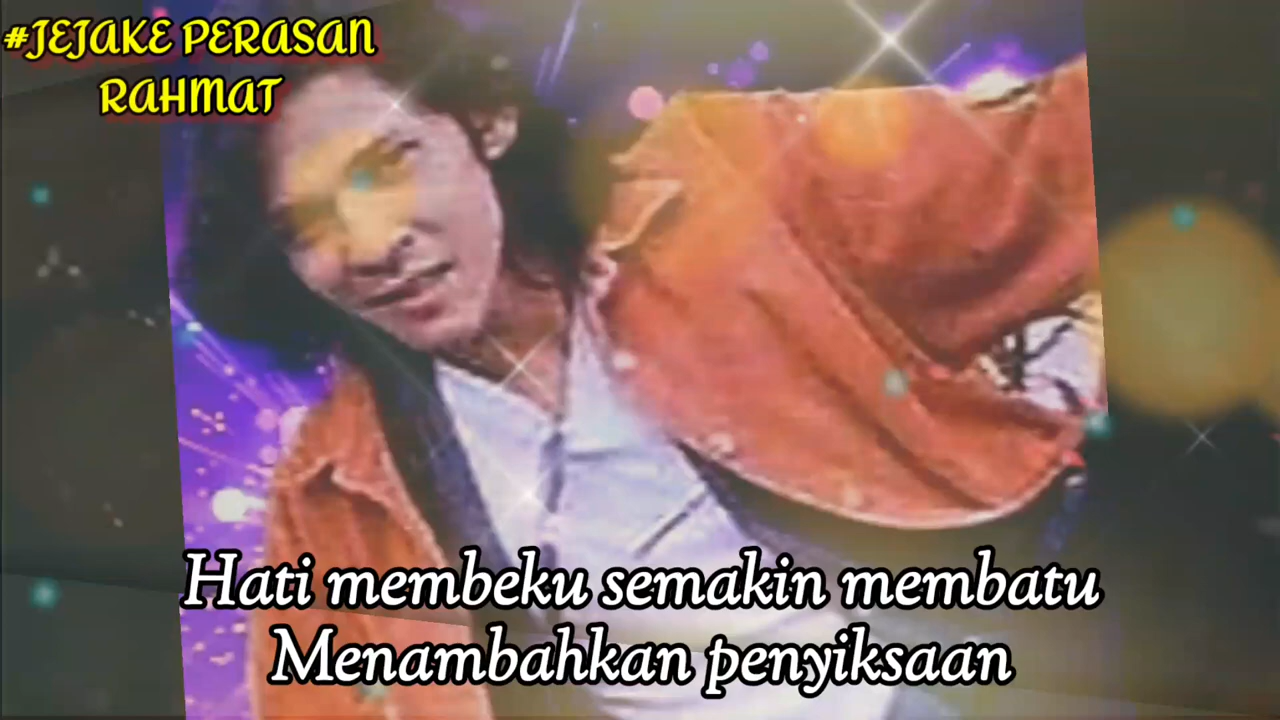 #JEJAKE PERASAN
RAHMAT
Hati membeku semakin membatu
Menambahkan penyiksaan